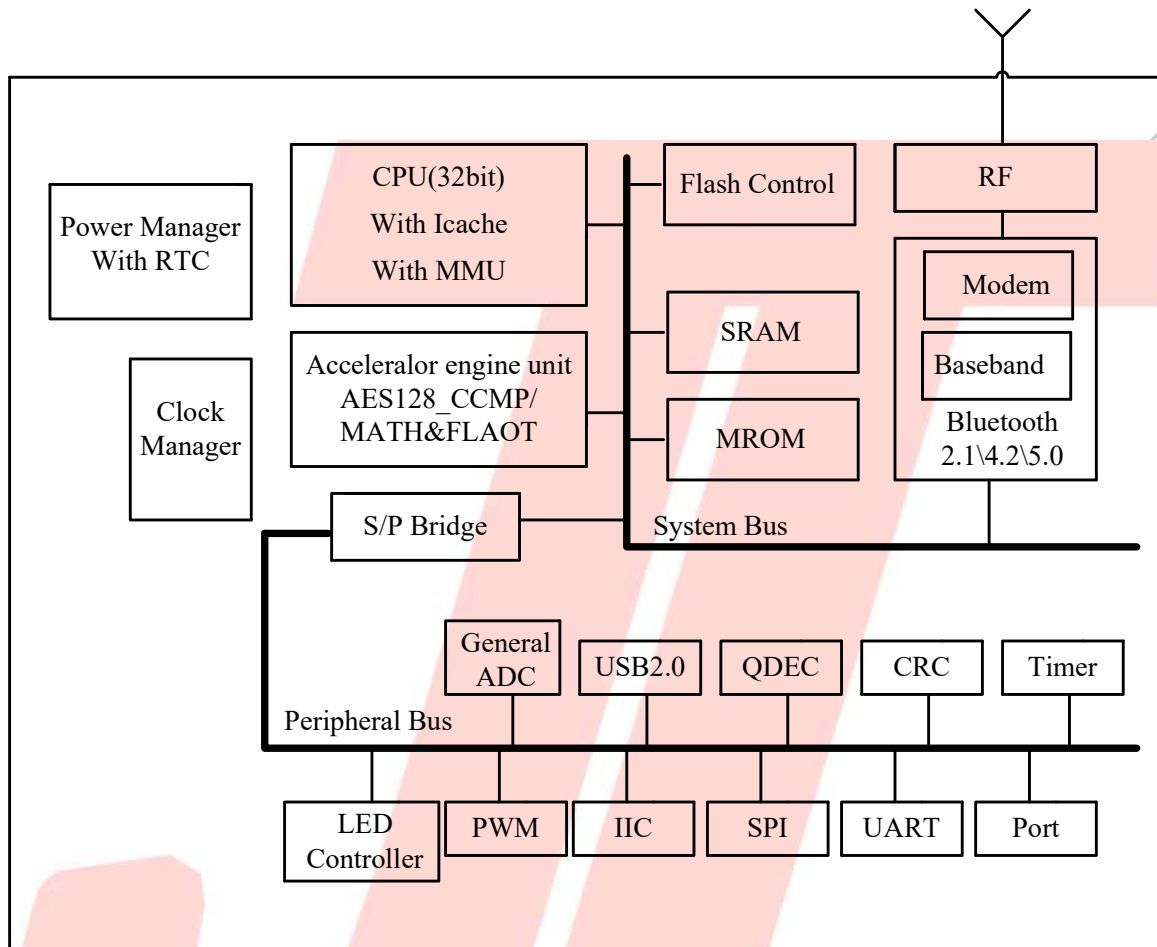 CPU(32bit)
With Icache
With MMU
Flash Control
RF
Power Manager
With RTC
Modem
SRAM
Baseband
Bluetooth
2.1\4.2\5.0
Acceleralor engine unit
AES128_CCMP/
MATH&FLAOT
MROM
Clock
Manager
S/P Bridge
System Bus
General
ADC
USB2.0
QDEC
CRC
Timer
Peripheral Bus
LED
Controller
PWM
IIC
SPI
UART
Port